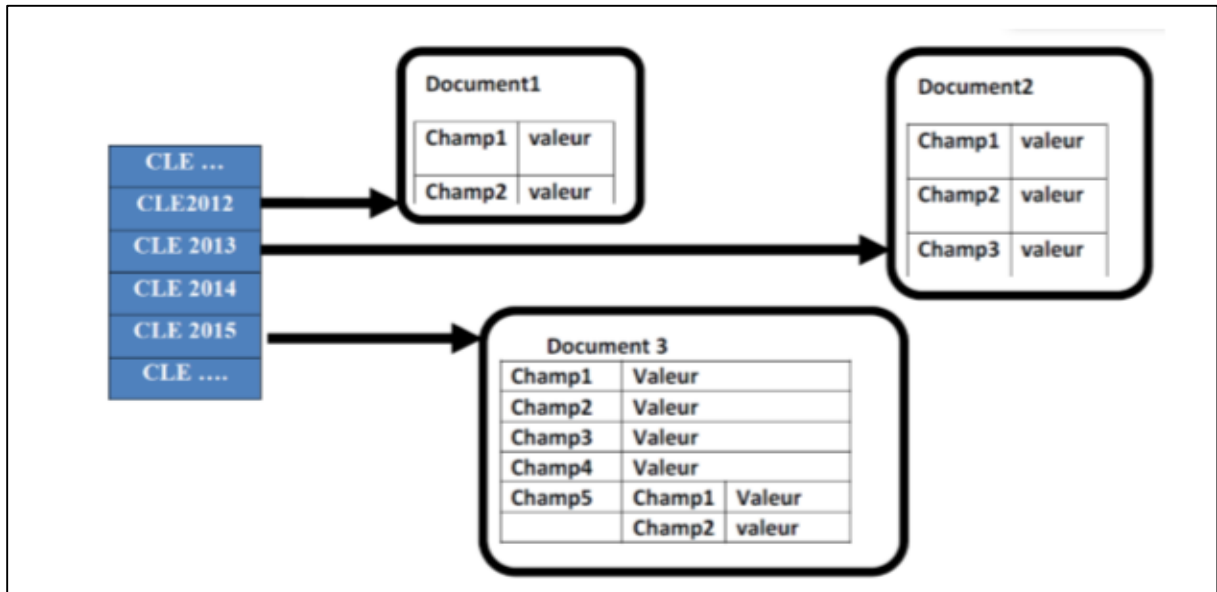 CLE ...
CLE2012
CLE 2013
CLE 2014
CLE 2015
CLE ....
Document1
Champ1 valeur
Champ2 valeur
Document2
Champ1 valeur
Champ2 valeur
Champ3 valeur
Document 3
Champ1 Valeur
Champ2 Valeur
Champ3 Valeur
Champ4 Valeur
Champ5 Champ1 Valeur
Champ2 valeur